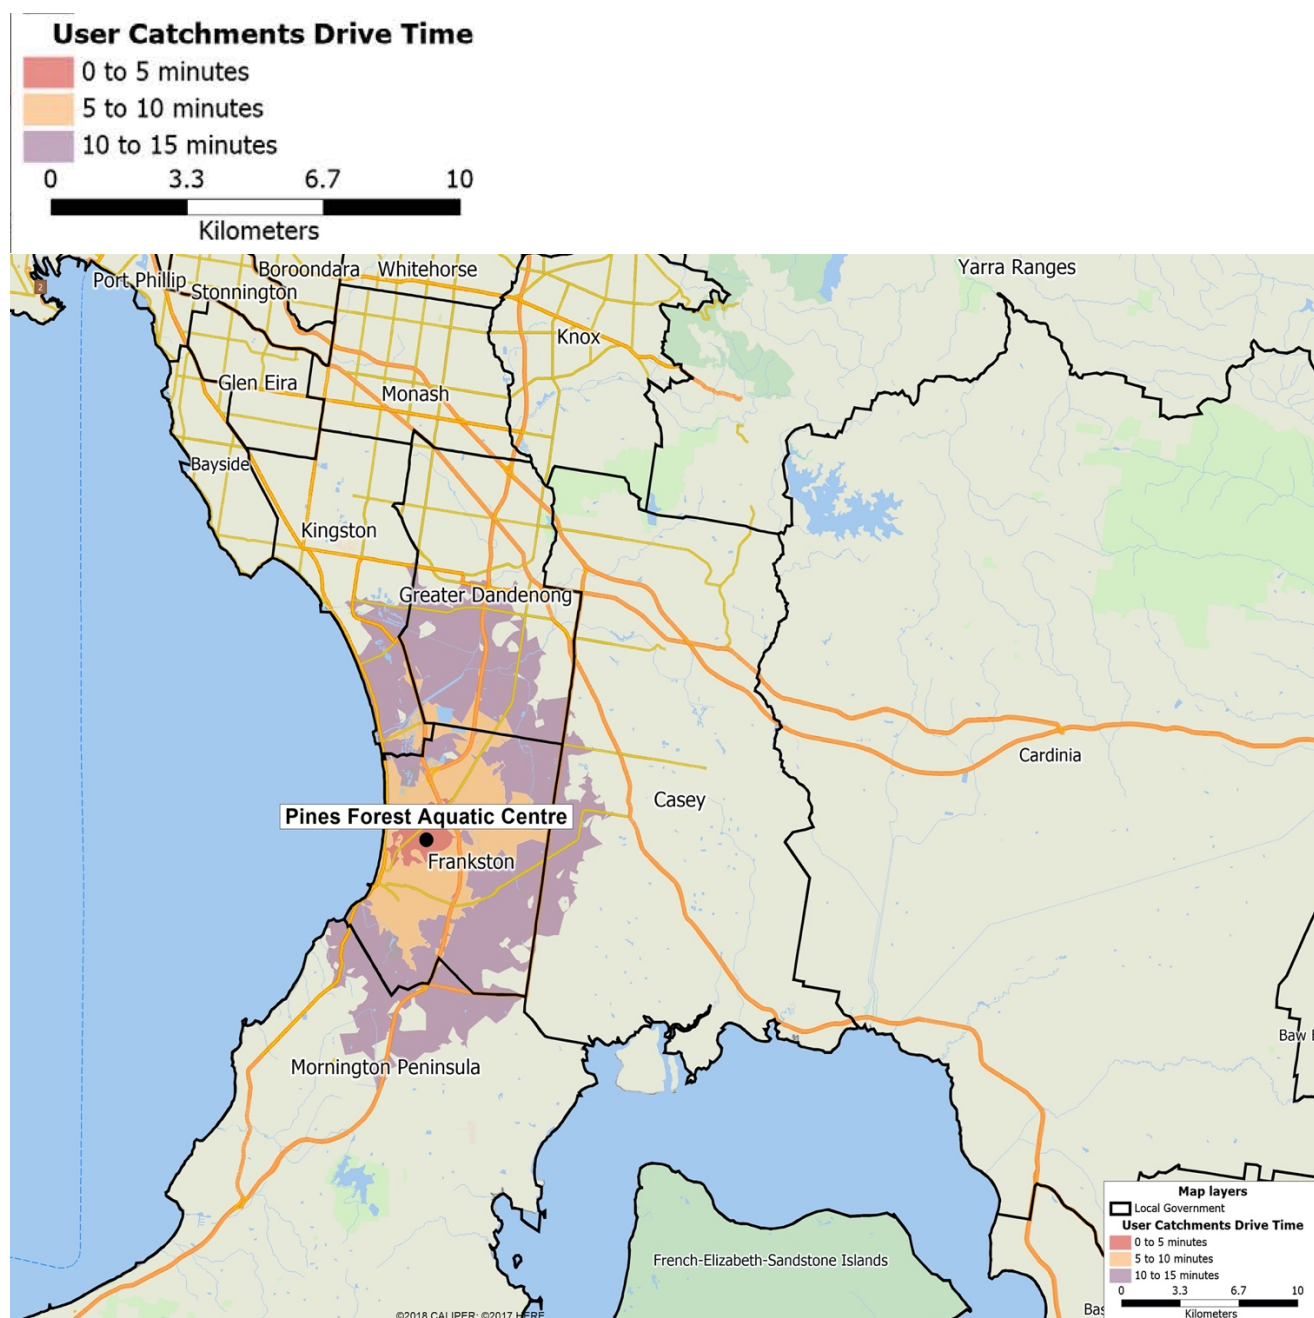 User Catchments Drive Time
0 to 5 minutes
5 to 10 minutes
10 to 15 minutes
0 3.3 6.7 10
Kilometers
Port Phillip
Boroondara
Whitehorse
Yarra Ranges
Stonnington
2
Knox
Glen Eira
Monash
Bayside
Kingston
Greater Dandenong
Cardinia
Casey
Pines Forest Aquatic Centre
Frankston
Baw
Mornington Peninsula
French-Elizabeth-Sandstone Islands
Map layers
Local Government
User Catchments Drive Time
0 to 5 minutes
5 to 10 minutes
10 to 15 minutes
0 3.3 6.7 10
Kilometers
Bas
©2018 CALIPER; ©2017 HERE